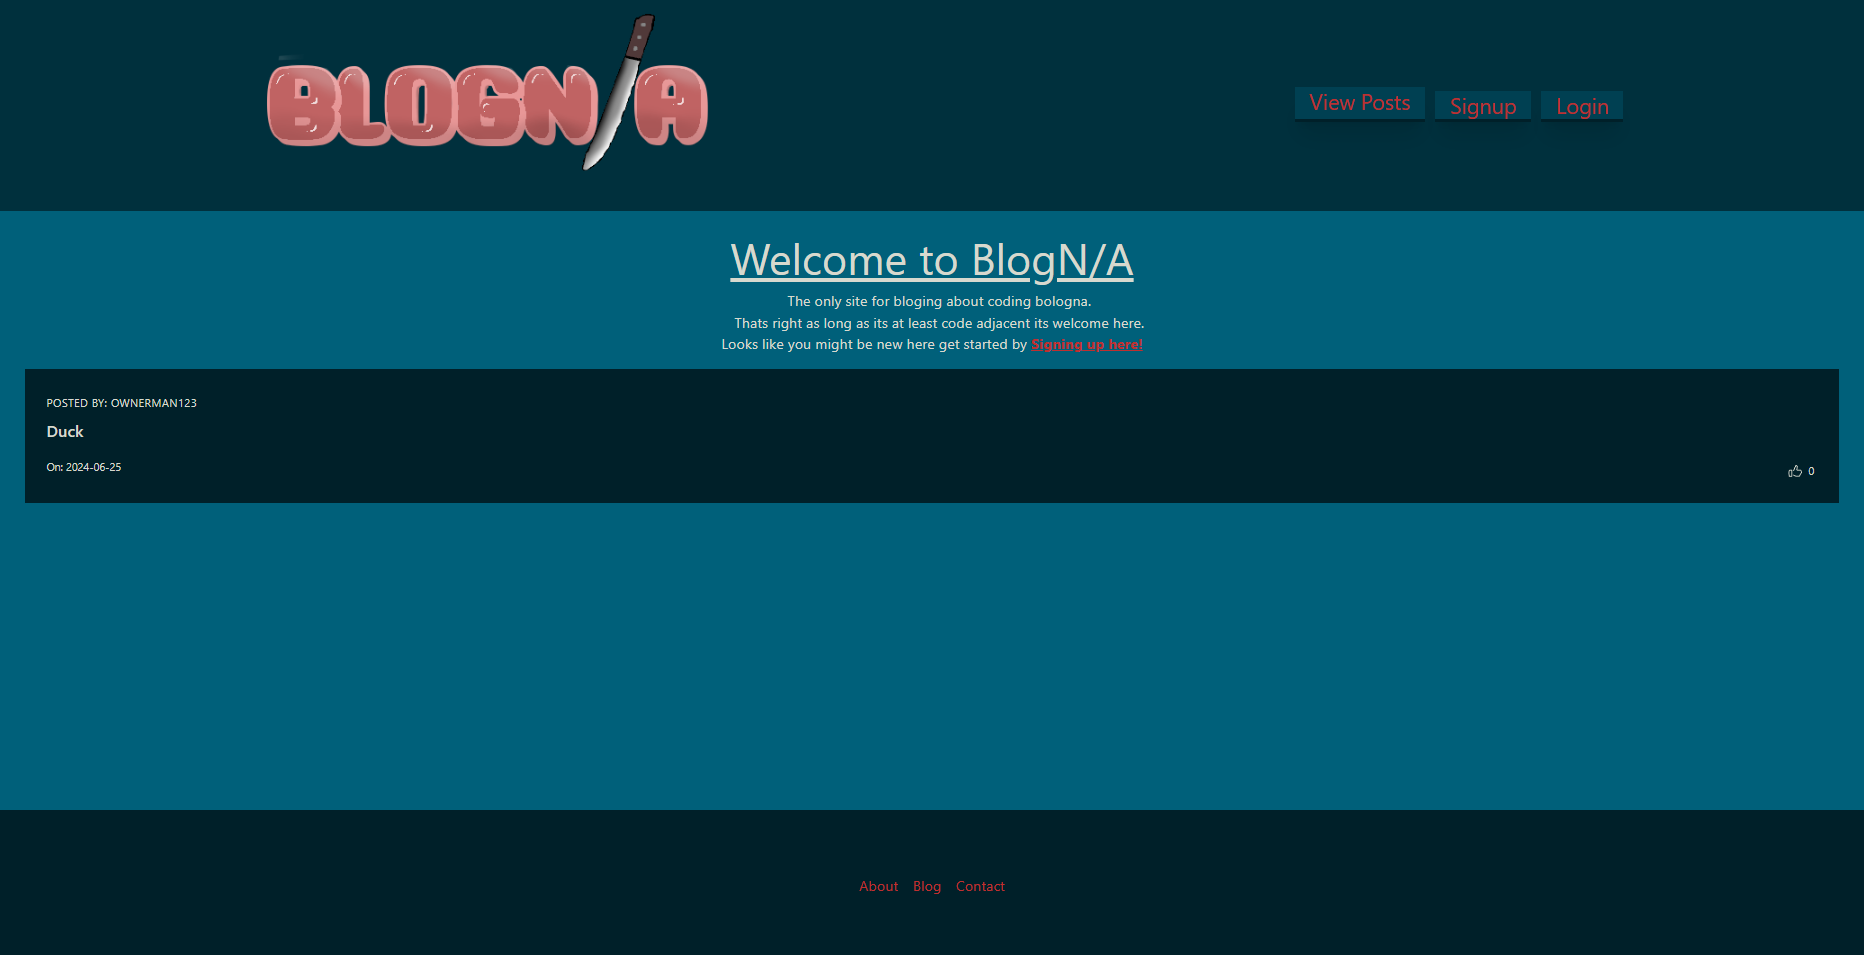 BLOGN/A
View Posts
Signup
Login
Welcome to BlogN/A
The only site for bloging about coding bologna.
Thats right as long as its at least code adjacent its welcome here.
Looks like you might be new here get started by Signing up here!
POSTED BY: OWNERMAN123
Duck
On: 2024-06-25
0
About
Blog
Contact